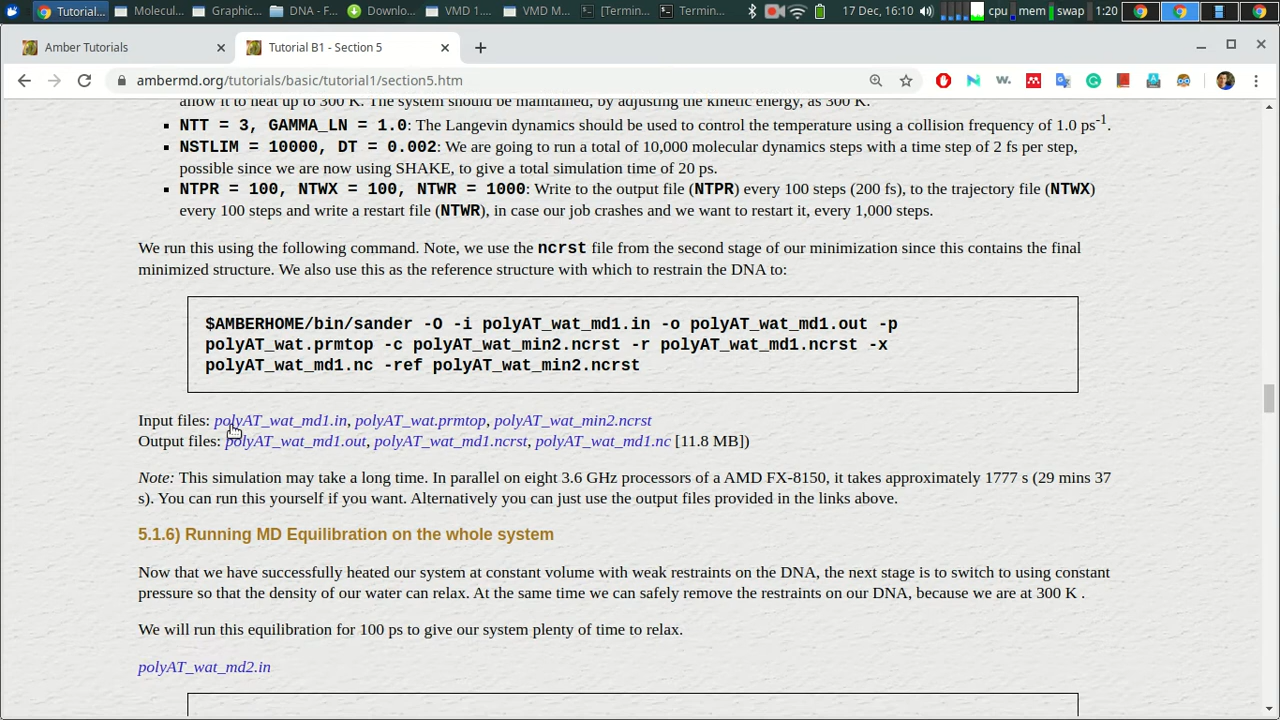 Tutorial...
Molecul...
Graphic...
DNA - F...
Downlo...
VMD 1...
VMD M...
[Termin...
Termin...
17 Dec, 16:10
cpu
mem
swap
1:20
Amber Tutorials
Tutorial B1 - Section 5
ambermd.org/tutorials/basic/tutorial1/section5.htm
w.
allow it to heat up to 300 K. The system should be maintained, by adjusting the kinetic energy, as 300 K.
NTT = 3, GAMMA_LN = 1.0: The Langevin dynamics should be used to control the temperature using a collision frequency of 1.0 ps-1.
NSTLIM = 10000, DT = 0.002: We are going to run a total of 10,000 molecular dynamics steps with a time step of 2 fs per step,
possible since we are now using SHAKE, to give a total simulation time of 20 ps.
NTPR = 100, NTWX = 100, NTWR = 1000: Write to the output file (NTPR) every 100 steps (200 fs), to the trajectory file (NTWX)
every 100 steps and write a restart file (NTWR), in case our job crashes and we want to restart it, every 1,000 steps.
We run this using the following command. Note, we use the ncrst file from the second stage of our minimization since this contains the final
minimized structure. We also use this as the reference structure with which to restrain the DNA to:
$AMBERHOME/bin/sander -O -i polyAT_wat_md1.in -o polyAT_wat_md1.out -p
polyAT_wat.prmtop -c polyAT_wat_min2.ncrst -r polyAT_wat_md1.ncrst -x
polyAT_wat_md1.nc -ref polyAT_wat_min2.ncrst
Input files: polyAT_wat_md1.in, polyAT_wat.prmtop, polyAT_wat_min2.ncrst
Output files: polyAT_wat_md1.out, polyAT_wat_md1.ncrst, polyAT_wat_md1.nc [11.8 MB])
Note: This simulation may take a long time. In parallel on eight 3.6 GHz processors of a AMD FX-8150, it takes approximately 1777 s (29 mins 37
s). You can run this yourself if you want. Alternatively you can just use the output files provided in the links above.
5.1.6) Running MD Equilibration on the whole system
Now that we have successfully heated our system at constant volume with weak restraints on the DNA, the next stage is to switch to using constant
pressure so that the density of our water can relax. At the same time we can safely remove the restraints on our DNA, because we are at 300 K .
We will run this equilibration for 100 ps to give our system plenty of time to relax.
polyAT_wat_md2.in